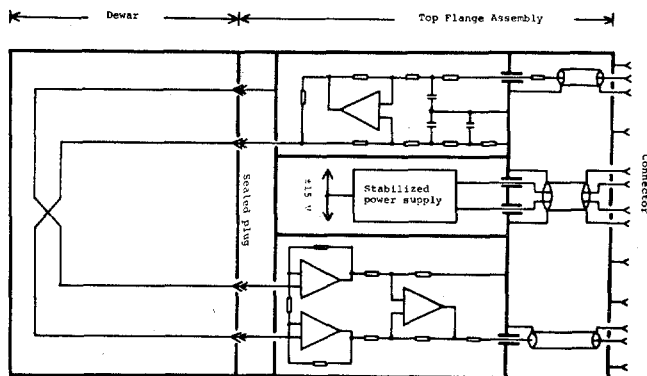 Dewar
Top Flange Assembly
Connector
Sealed plug
±15 V
Stabilized
power supply